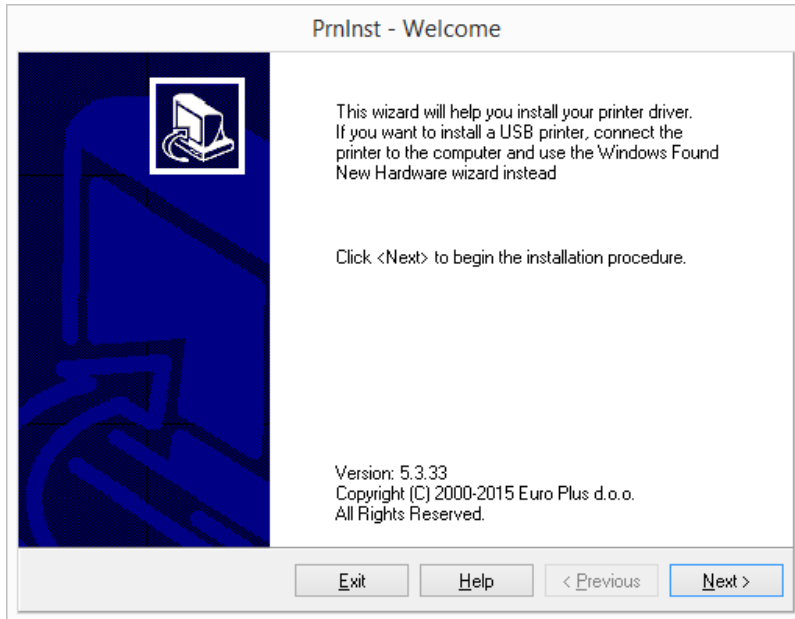 PrnInst - Welcome
This wizard will help you install your printer driver.
If you want to install a USB printer, connect the
printer to the computer and use the Windows Found
New Hardware wizard instead
Click <Next> to begin the installation procedure.
Version: 5.3.33
Copyright (C) 2000-2015 Euro Plus d.o.o.
All Rights Reserved.
Exit Help < Previous Next >